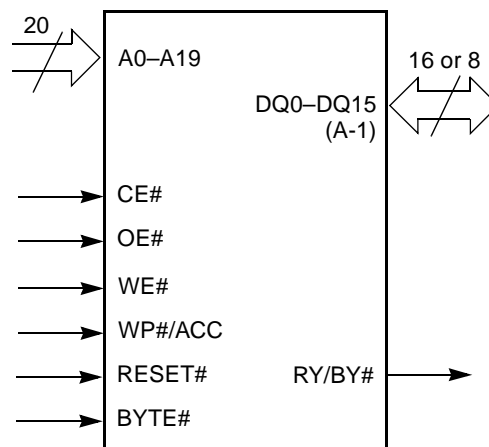 20
A0–A19
16 or 8
DQ0–DQ15
(A-1)
CE#
OE#
WE#
WP#/ACC
RESET#
RY/BY#
BYTE#